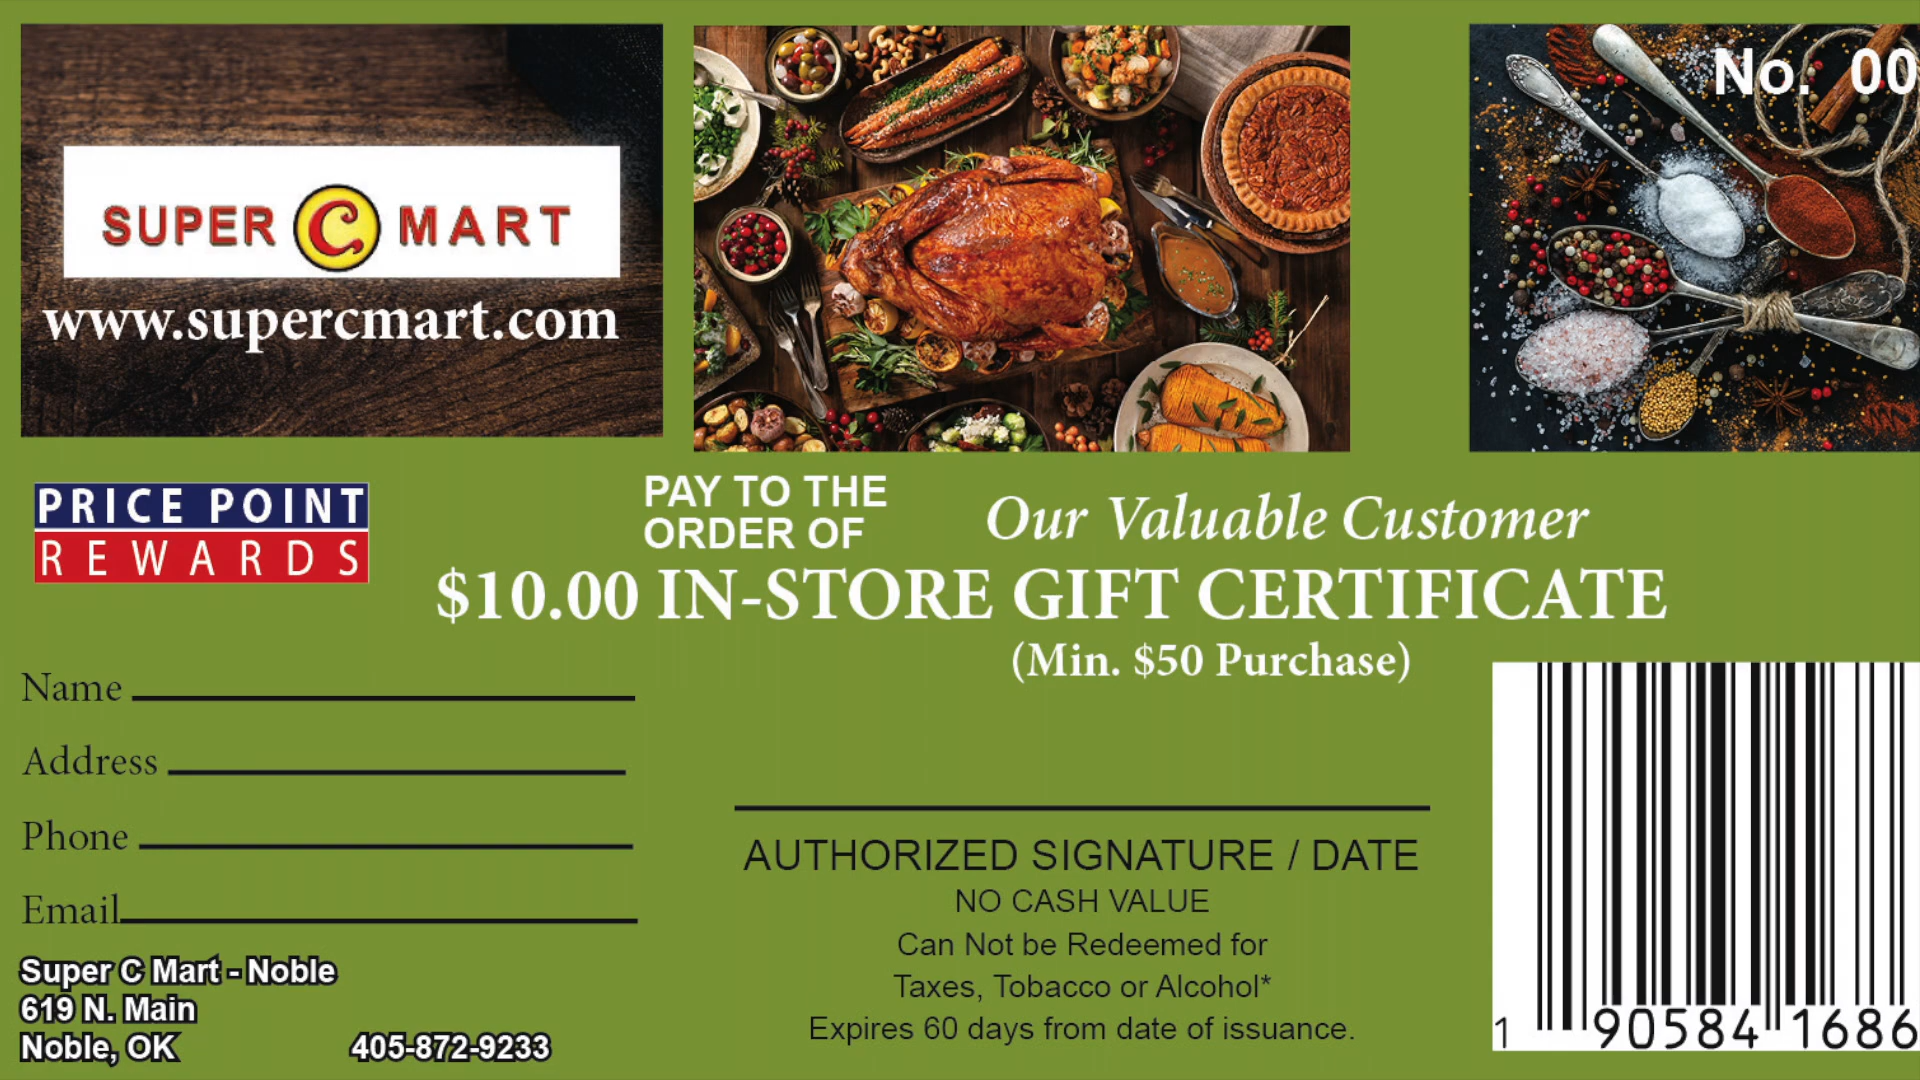 SUPER C MART
www.supercmart.com
No. 00
PRICE POINT
REWARDS
PAY TO THE
ORDER OF
Our Valuable Customer
$10.00 IN-STORE GIFT CERTIFICATE
(Min. $50 Purchase)
Name
Address
Phone
Email
Super C Mart - Noble
619 N. Main
Noble, OK 405-872-9233
AUTHORIZED SIGNATURE / DATE
NO CASH VALUE
Can Not be Redeemed for
Taxes, Tobacco or Alcohol*
Expires 60 days from date of issuance.
1 90584 1686